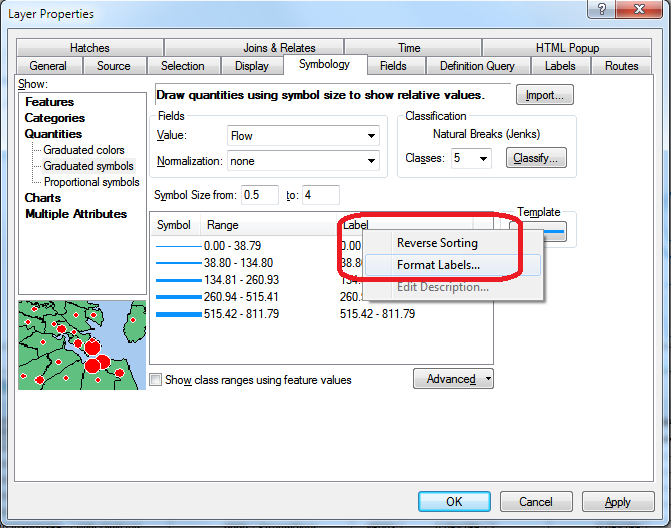 Layer Properties
?
Hatches Joins & Relates Time HTML Popup
General Source Selection Display Symbology Fields Definition Query Labels Routes
Show:
Features
Categories
Quantities
Graduated colors
Graduated symbols
Proportional symbols
Charts
Multiple Attributes
Draw quantities using symbol size to show relative values. Import...
Fields
Value: Flow
Normalization: none
Classification
Natural Breaks (Jenks)
Classes: 5 Classify...
Symbol Size from: 0.5 to: 4
Template
Symbol Range Label
0.00 - 38.79 0.00
38.80 - 134.80 38.80
134.81 - 260.93 134.
260.94 - 515.41 260.94 - 515.41
515.42 - 811.79 515.42 - 811.79
Reverse Sorting
Format Labels...
Edit Description...
Show class ranges using feature values Advanced
OK Cancel Apply